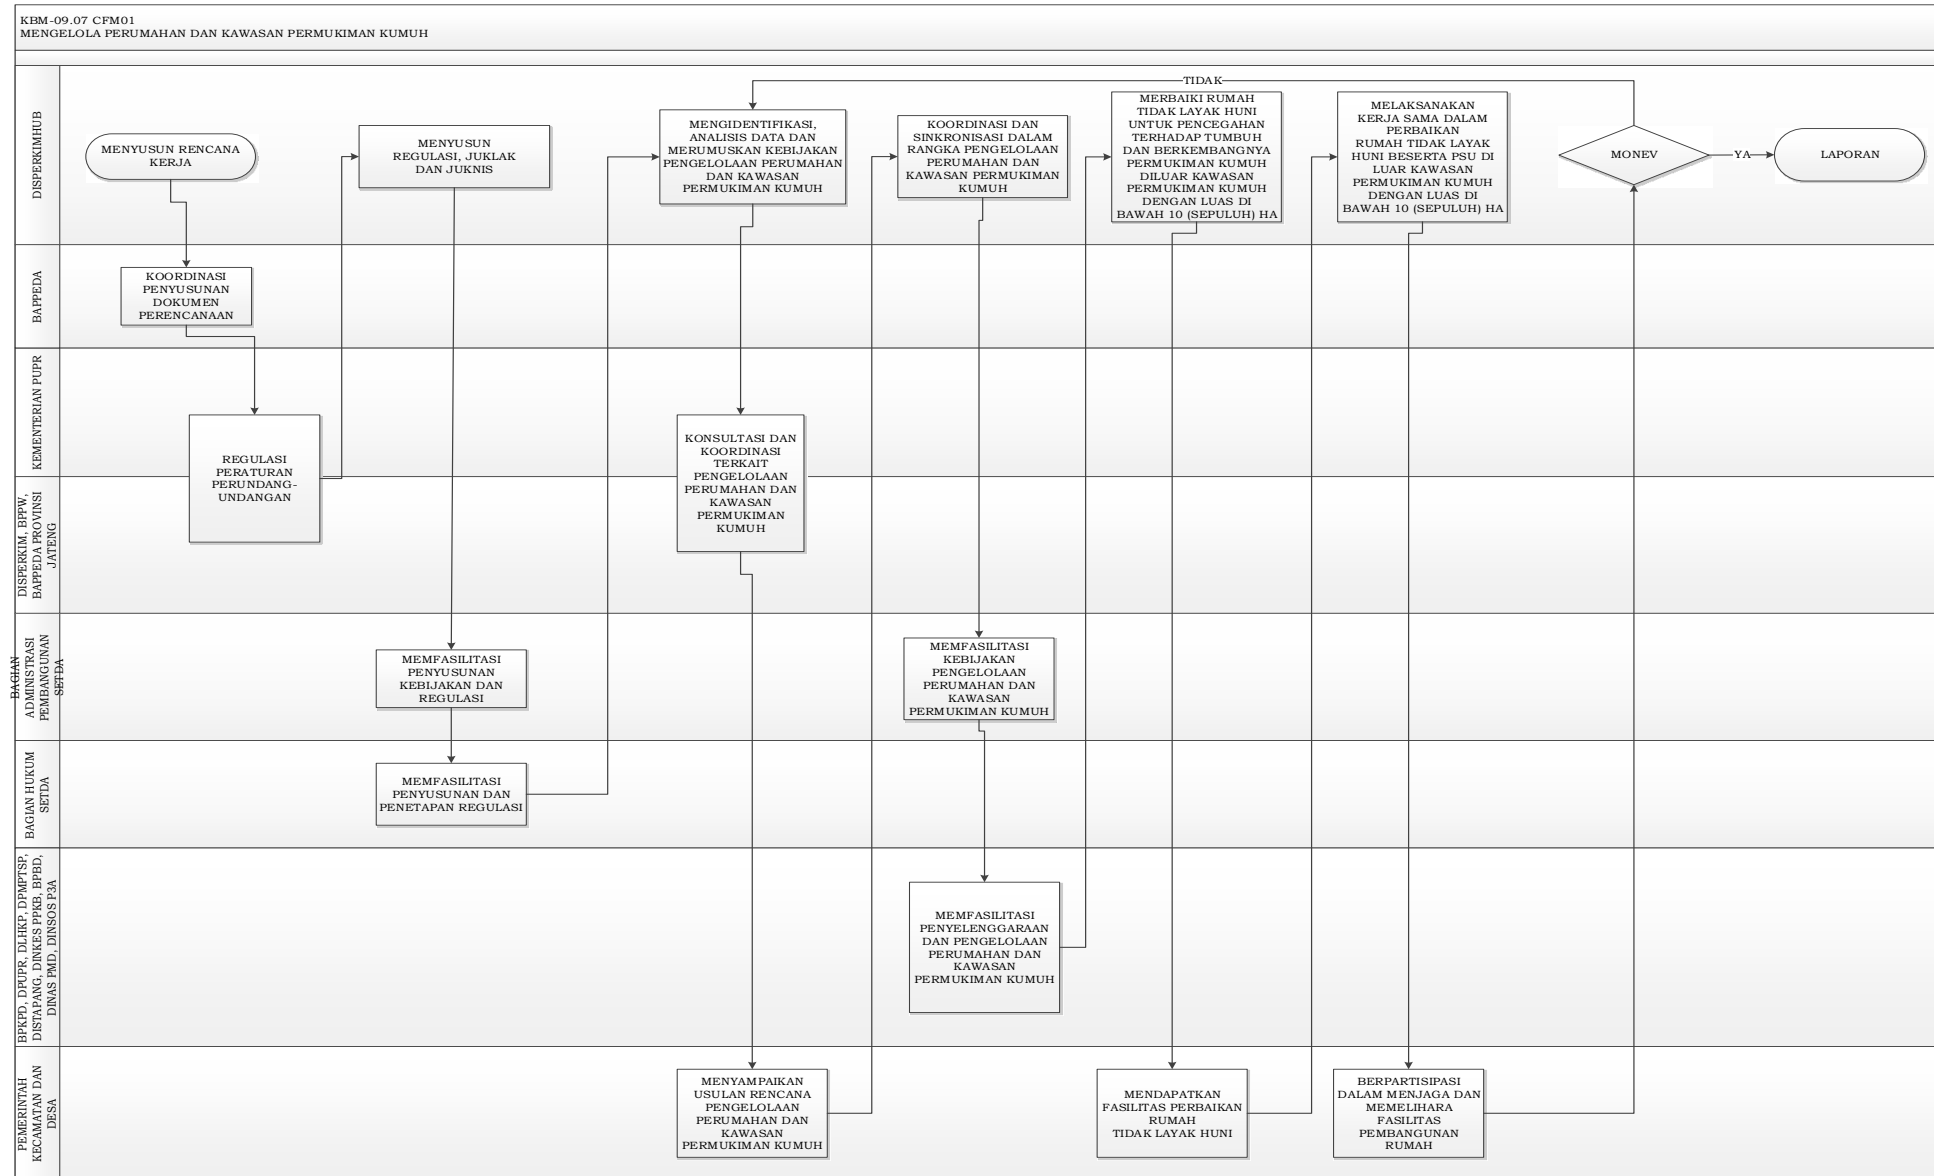 KBM-09.07 CFM01
MENGELOLA PERUMAHAN DAN KAWASAN PERMUKIMAN KUMUH
DISPERKIMHUB
MENYUSUN RENCANA
KERJA
MENYUSUN
REGULASI, JUKLAK
DAN JUKNIS
MENGIDENTIFIKASI,
ANALISIS DATA DAN
MERUMUSKAN KEBIJAKAN
PENGELOLAAN PERUMAHAN
DAN KAWASAN
PERMUKIMAN KUMUH
KOORDINASI DAN
SINKRONISASI DALAM
RANGKA PENGELOLAAN
PERUMAHAN DAN
KAWASAN PERMUKIMAN
KUMUH
TIDAK
MERBAIKI RUMAH
TIDAK LAYAK HUNI
UNTUK PENCEGAHAN
TERHADAP TUMBUH
DAN BERKEMBANGNYA
PERMUKIMAN KUMUH
DILUAR KAWASAN
PERMUKIMAN KUMUH
DENGAN LUAS DI
BAWAH 10 (SEPULUH) HA
MELAKSANAKAN
KERJA SAMA DALAM
PERBAIKAN
RUMAH TIDAK LAYAK
HUNI BESERTA PSU DI
LUAR KAWASAN
PERMUKIMAN KUMUH
DENGAN LUAS DI
BAWAH 10 (SEPULUH) HA
MONEV
YA
LAPORAN
BAPPEDA
KOORDINASI
PENYUSUNAN
DOKUMEN
PERENCANAAN
KEMENTERIAN PUPR
REGULASI
PERATURAN
PERUNDANG-
UNDANGAN
KONSULTASI DAN
KOORDINASI
TERKAIT
PENGELOLAAN
PERUMAHAN DAN
KAWASAN
PERMUKIMAN
KUMUH
DISPERKIM, BPPW,
BAPPEDA PROVINSI
JATENG
BAGIAN
ADMINISTRASI
PEMBANGUNAN
SETDA
MEMFASILITASI
PENYUSUNAN
KEBIJAKAN DAN
REGULASI
MEMFASILITASI
KEBIJAKAN
PENGELOLAAN
PERUMAHAN DAN
KAWASAN
PERMUKIMAN KUMUH
BAGIAN HUKUM
SETDA
MEMFASILITASI
PENYUSUNAN DAN
PENETAPAN REGULASI
BPKPD, DPUPR, DLHKP, DPMPTSP,
DISTAPANG, DINKES PPKB, BPBD,
DINAS PMD, DINSOS P3A
MEMFASILITASI
PENYELENGGARAAN
DAN PENGELOLAAN
PERUMAHAN DAN
KAWASAN
PERMUKIMAN KUMUH
PEMERINTAH
KECAMATAN DAN
DESA
MENYAMPAIKAN
USULAN RENCANA
PENGELOLAAN
PERUMAHAN DAN
KAWASAN
PERMUKIMAN KUMUH
MENDAPATKAN
FASILITAS PERBAIKAN
RUMAH
TIDAK LAYAK HUNI
BERPARTISIPASI
DALAM MENJAGA DAN
MEMELIHARA
FASILITAS
PEMBANGUNAN
RUMAH